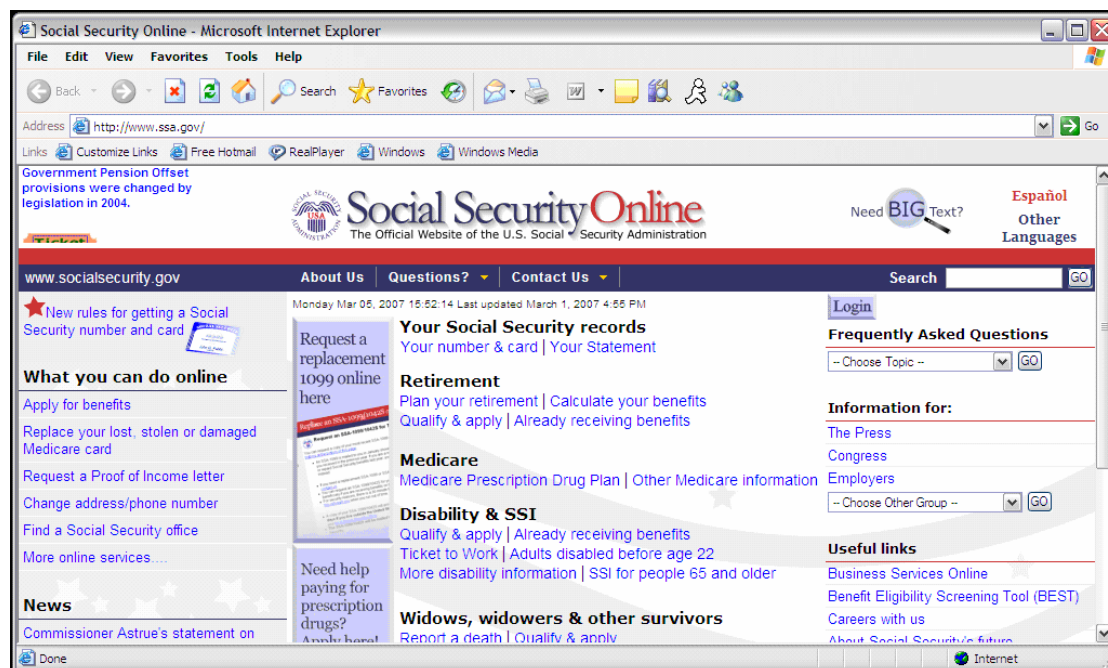 Social Security Online - Microsoft Internet Explorer
File Edit View Favorites Tools Help
Back Search Favorites
Address http://www.ssa.gov/ Go
Links Customize Links Free Hotmail RealPlayer Windows Windows Media
Government Pension Offset
provisions were changed by
legislation in 2004.
Ticket
USA
Social Security Online
The Official Website of the U.S. Social Security Administration
Need BIG Text?
Español
Other
Languages
www.socialsecurity.gov About Us Questions? Contact Us Search GO
New rules for getting a Social
Security number and card
What you can do online
Apply for benefits
Replace your lost, stolen or damaged
Medicare card
Request a Proof of Income letter
Change address/phone number
Find a Social Security office
More online services....
News
Commissioner Astrue's statement on
Monday Mar 05, 2007 15:52:14 Last updated March 1, 2007 4:55 PM
Request a
replacement
1099 online
here
Need help
paying for
prescription
drugs?
Apply here!
Your Social Security records
Your number & card | Your Statement
Retirement
Plan your retirement | Calculate your benefits
Qualify & apply | Already receiving benefits
Medicare
Medicare Prescription Drug Plan | Other Medicare information
Disability & SSI
Qualify & apply | Already receiving benefits
Ticket to Work | Adults disabled before age 22
More disability information | SSI for people 65 and older
Widows, widowers & other survivors
Report a death | Qualify & apply
Login
Frequently Asked Questions
-- Choose Topic -- GO
Information for:
The Press
Congress
Employers
-- Choose Other Group -- GO
Useful links
Business Services Online
Benefit Eligibility Screening Tool (BEST)
Careers with us
About Social Security's future
Done Internet